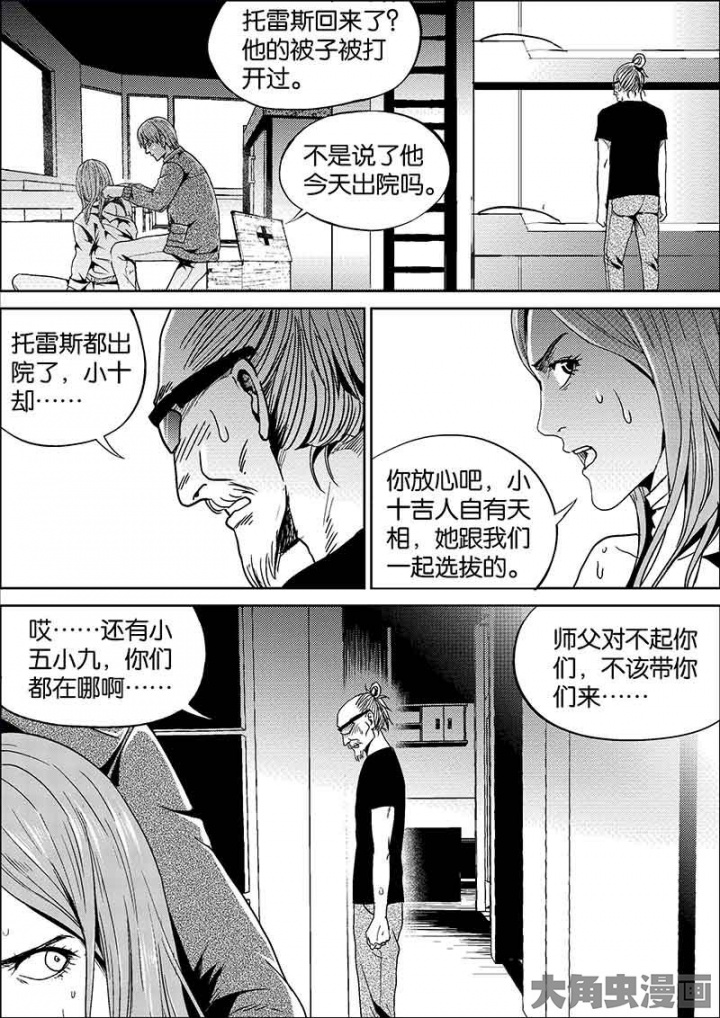 托雷斯回来了？
他的被子被打
开过。
不是说了他
今天出院吗。
托雷斯都出
院了，小十
却……
你放心吧，小
十吉人自有天
相，她跟我们
一起选拔的。
哎……还有小
五小九，你们
都在哪啊……
师父对不起你
们，不该带你
们来……
大角虫漫画